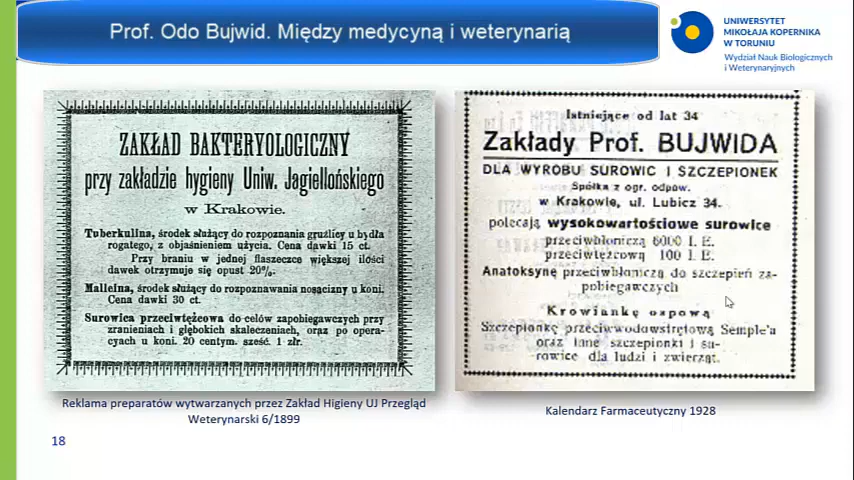 Prof. Odo Bujwid. Między medycyną i weterynarią
UNIWERSYTET
MIKOŁAJA KOPERNIKA
W TORUNIU
Wydział Nauk Biologicznych
i Weterynaryjnych
ZAKŁAD BAKTERYOLOGICZNY
przy zakładzie hygieny Uniw. Jagiellońskiego
w Krakowie.
Tuberkulina, środek służący do rozpoznania gruźlicy u bydła
rogatego, z objaśnieniem użycia. Cena dawki 15 ct.
Przy braniu w jednej flaszeczce większej ilości
dawek otrzymuje się opust 20%.
Malleina, środek służący do rozpoznawania nosacizny u koni.
Cena dawki 30 ct.
Surowica przeciwtężcowa do celów zapobiegawczych przy
zranieniach i głębokich skaleczeniach, oraz po opera-
cyach u koni. 20 centym. sześć. 1 złr.
Reklama preparatów wytwarzanych przez Zakład Higieny UJ Przegląd
Weterynarski 6/1899
Istniejące od lat 34
Zakłady Prof. BUJWIDA
DLA WYROBU SUROWIC I SZCZEPIONEK
Spółka z ogr. odpow.
w Krakowie, ul. Lubicz 34.
polecają wysokowartościowe surowice
przeciwbłoniczą 6000 I. E.
przeciwtężcową 100 I. E.
Anatoksynę przeciwbłoniczą do szczepień za-
pobiegawczych
Krowiankę ospową
Szczepionkę przeciwwodowstrętową Semple'a
oraz inne szczepionki i su-
rowice dla ludzi i zwierząt.
Kalendarz Farmaceutyczny 1928
18